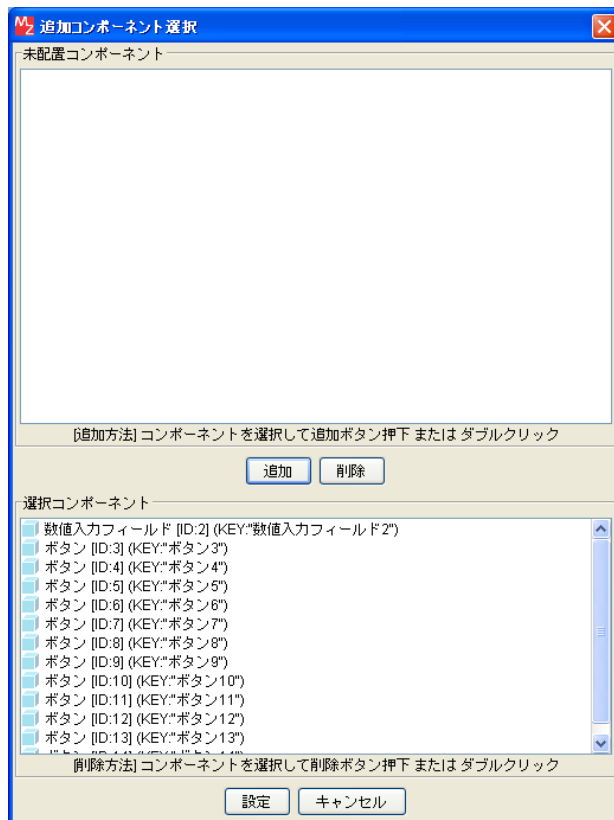 MZ 追加コンポーネント選択
未配置コンポーネント
[追加方法] コンポーネントを選択して追加ボタン押下 または ダブルクリック
追加 削除
選択コンポーネント
数値入力フィールド [ID:2] (KEY:"数値入力フィールド2")
ボタン [ID:3] (KEY:"ボタン3")
ボタン [ID:4] (KEY:"ボタン4")
ボタン [ID:5] (KEY:"ボタン5")
ボタン [ID:6] (KEY:"ボタン6")
ボタン [ID:7] (KEY:"ボタン7")
ボタン [ID:8] (KEY:"ボタン8")
ボタン [ID:9] (KEY:"ボタン9")
ボタン [ID:10] (KEY:"ボタン10")
ボタン [ID:11] (KEY:"ボタン11")
ボタン [ID:12] (KEY:"ボタン12")
ボタン [ID:13] (KEY:"ボタン13")
[削除方法] コンポーネントを選択して削除ボタン押下 または ダブルクリック
設定 キャンセル